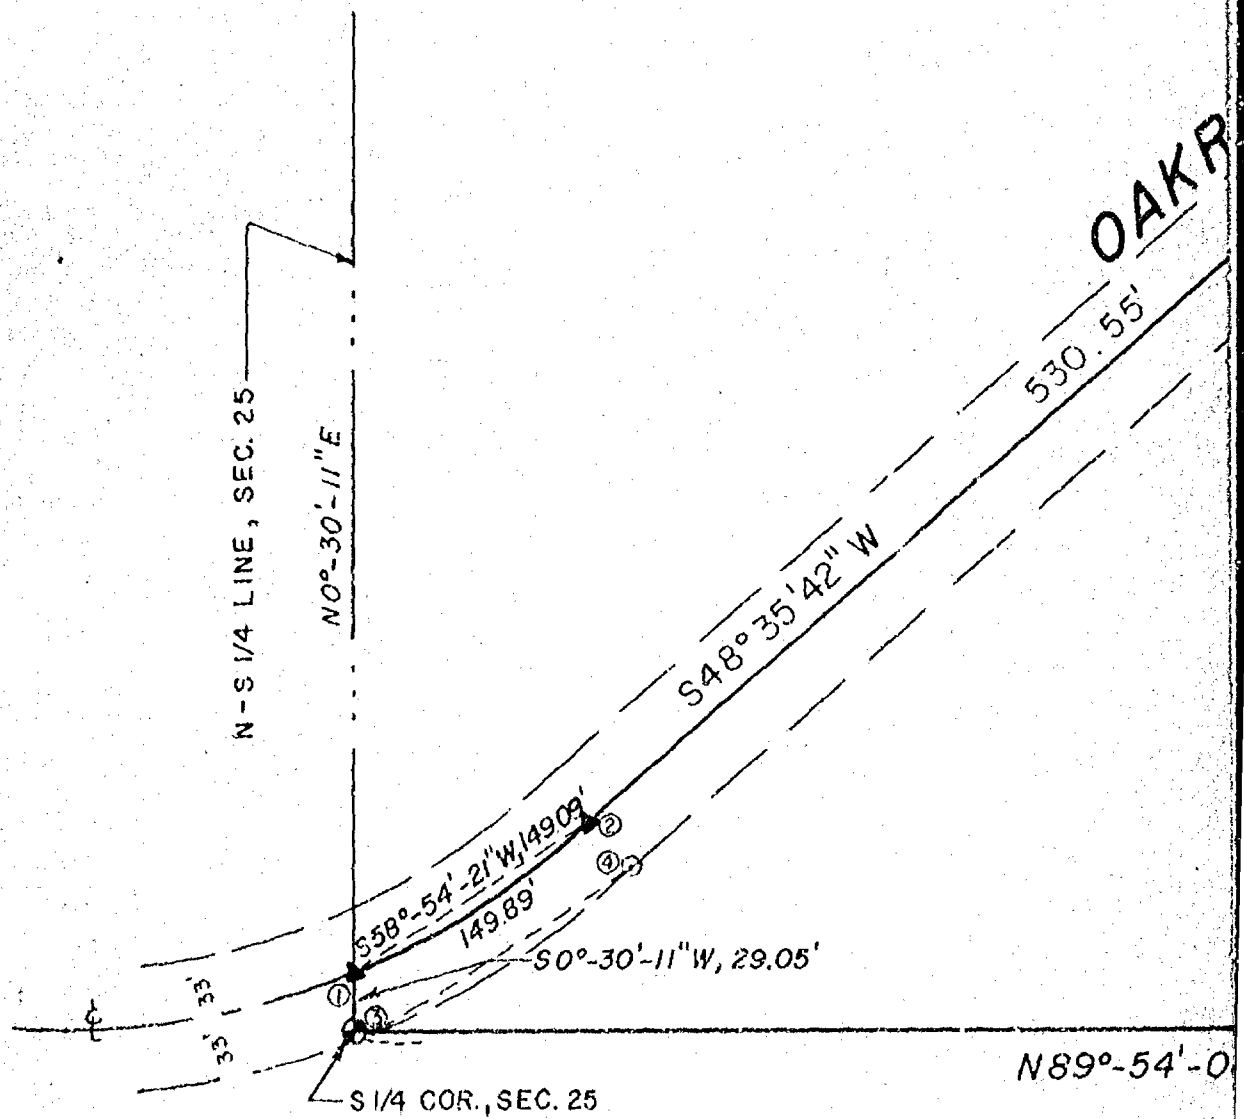 OAKR
530.55'
N-S 1/4 LINE, SEC. 25
N0°-30'-11"E
S48°35'42" W
S58°-54'-21"W, 149.09'
②
④
149.89'
S0°-30'-11"W, 29.05'
33'
①
③
℄
33'
N89°-54'-0
S 1/4 COR., SEC. 25